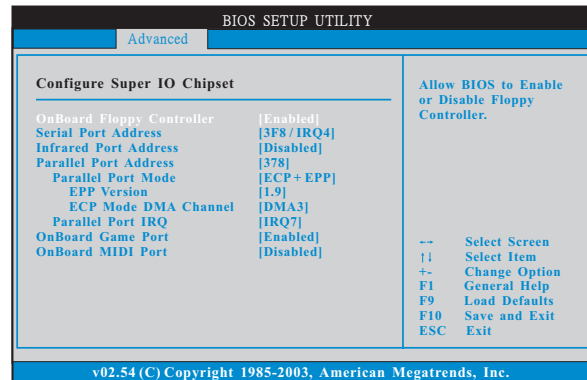 BIOS SETUP UTILITY
Advanced
Configure Super IO Chipset
OnBoard Floppy Controller [Enabled]
Serial Port Address [3F8 / IRQ4]
Infrared Port Address [Disabled]
Parallel Port Address [378]
Parallel Port Mode [ECP + EPP]
EPP Version [1.9]
ECP Mode DMA Channel [DMA3]
Parallel Port IRQ [IRQ7]
OnBoard Game Port [Enabled]
OnBoard MIDI Port [Disabled]
Allow BIOS to Enable
or Disable Floppy
Controller.
←→ Select Screen
↑↓ Select Item
+- Change Option
F1 General Help
F9 Load Defaults
F10 Save and Exit
ESC Exit
v02.54 (C) Copyright 1985-2003, American Megatrends, Inc.